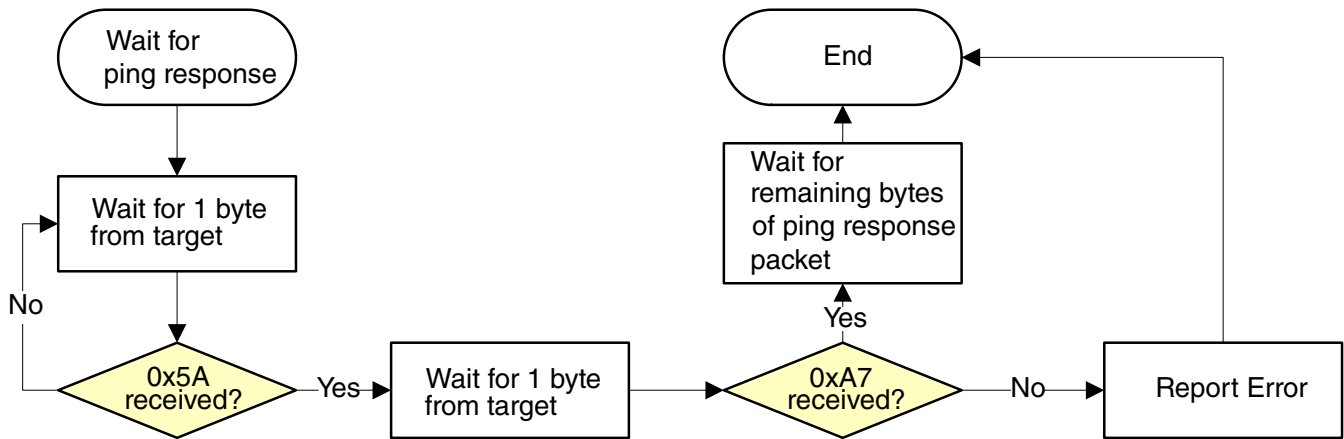 Wait for
ping response
Wait for 1 byte
from target
No
0x5A
received?
Yes
Wait for 1 byte
from target
0xA7
received?
Yes
Wait for
remaining bytes
of ping response
packet
End
No
Report Error